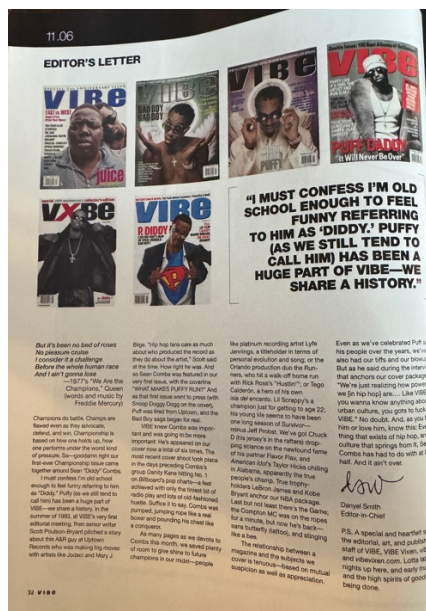 11.06
EDITOR'S LETTER
VIBE
EAST vs. WEST
juice
VIBE
BAD BOY
BAD BOY
VIBE
VIBE
PUFF DADDY
"It Will Never Be Over"
VXBE
VIBE
P. DIDDY
"I MUST CONFESS I'M OLD
SCHOOL ENOUGH TO FEEL
FUNNY REFERRING
TO HIM AS 'DIDDY.' PUFFY
(AS WE STILL TEND TO
CALL HIM) HAS BEEN A
HUGE PART OF VIBE—WE
SHARE A HISTORY."
But it's been no bed of roses
No pleasure cruise
I consider it a challenge
Before the whole human race
And I ain't gonna lose
—1977's "We Are the
Champions," Queen
(words and music by
Freddie Mercury)
Champions do battle. Champs are
flawed even as they advocate,
defend, and win. Championship is
based on how one holds up, how
one performs under the worst kind
of pressure. So—goddamn right our
first-ever Championship issue came
together around Sean "Diddy" Combs.
I must confess I'm old school
enough to feel funny referring to him
as "Diddy." Puffy (as we still tend to
call him) has been a huge part of
VIBE—we share a history. In the
summer of 1993, at VIBE's very first
editorial meeting, then senior writer
Scott Poulson-Bryant pitched a story
about this A&R guy at Uptown
Records who was making big moves
with artists like Jodeci and Mary J.
Blige. "Hip hop fans care as much
about who produced the record as
they do about the artist," Scott said
at the time. How right he was. And
so Sean Combs was featured in our
very first issue, with the coverline
"WHAT MAKES PUFFY RUN?" And
as that first issue went to press (with
Snoop Doggy Dogg on the cover),
Puff was fired from Uptown, and the
Bad Boy saga began for real.
VIBE knew Combs was impor-
tant and was going to be more
important. He's appeared on our
cover now a total of six times. The
most recent cover shoot took place
in the days preceding Combs's
group Danity Kane hitting No. 1
on Billboard's pop charts—a feat
achieved with only the tiniest bit of
radio play and lots of old-fashioned
hustle. Suffice it to say, Combs was
pumped, jumping rope like a real
boxer and pounding his chest like
a conquerer.
As many pages as we devote to
Combs this month, we saved plenty
of room to give shine to future
champions in our midst—people
like platinum recording artist Lyfe
Jennings, a titleholder in terms of
personal evolution and song; or the
Orlando production duo the Run-
ners, who hit a walk-off home run
with Rick Ross's "Hustlin'"; or Tego
Calderón, a hero of his own
isla del encanto. Lil Scrappy's a
champion just for getting to age 22;
his young life seems to have been
one long season of Survivor—
minus Jeff Probst. We've got Chuck
D (his jersey's in the rafters) drop-
ping science on the newfound fame
of his partner Flavor Flav, and
American Idol's Taylor Hicks chilling
in Alabama, apparently the true
people's champ. True trophy-
holders LeBron James and Kobe
Bryant anchor our NBA package.
Last but not least there's the Game;
the Compton MC was on the ropes
for a minute, but now he's back—
sans butterfly (tattoo), and stinging
like a bee.
The relationship between a
magazine and the subjects we
cover is tenuous—based on mutual
suspicion as well as appreciation.
Even as we've celebrated Puff
his people over the years, we've
also had our tiffs and our
But as he said during the
that anchors our cover package
"We're just realizing how
we [in hip hop] are.... Like VIBE
you wanna know anything about
urban culture, you gots to fuck
VIBE." No doubt. And, as you
him or love him, know this:
thing that exists of hip hop,
culture that springs from it,
Combs has had to do with at
half. And it ain't over.
Danyel Smith
Editor-in-Chief
P.S. A special and heartfelt
the editorial, art, and
staff of VIBE, VIBE Vixen,
and vibevixen.com. Lotta
nights up here, and early
and the high spirits of good
being done.
VIBE